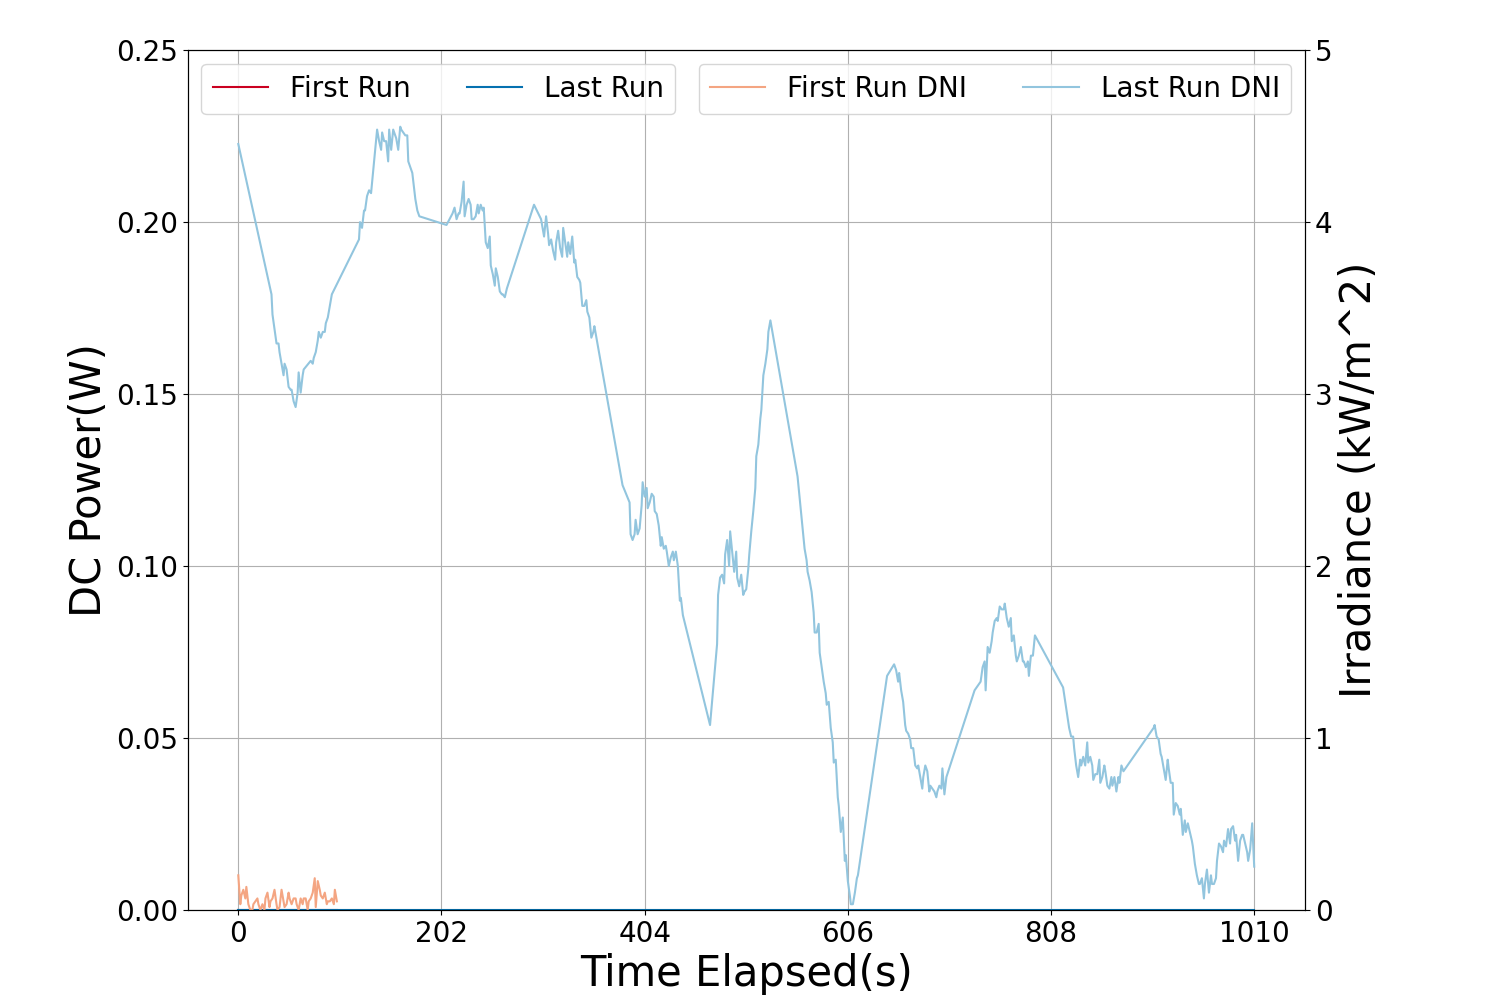 First Run
Last Run
First Run DNI
Last Run DNI
DC Power(W)
0.25
0.20
0.15
0.10
0.05
0.00
5
4
3
2
1
0
Irradiance (kW/m^2)
0 202 404 606 808 1010
Time Elapsed(s)